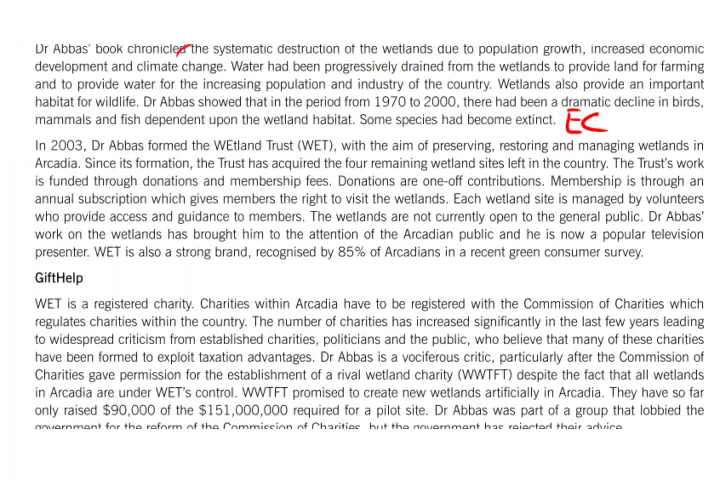 Dr Abbas' book chronicled the systematic destruction of the wetlands due to population growth, increased economic
development and climate change. Water had been progressively drained from the wetlands to provide land for farming
and to provide water for the increasing population and industry of the country. Wetlands also provide an important
habitat for wildlife. Dr Abbas showed that in the period from 1970 to 2000, there had been a dramatic decline in birds,
mammals and fish dependent upon the wetland habitat. Some species had become extinct. EC
In 2003, Dr Abbas formed the WEtland Trust (WET), with the aim of preserving, restoring and managing wetlands in
Arcadia. Since its formation, the Trust has acquired the four remaining wetland sites left in the country. The Trust's work
is funded through donations and membership fees. Donations are one-off contributions. Membership is through an
annual subscription which gives members the right to visit the wetlands. Each wetland site is managed by volunteers
who provide access and guidance to members. The wetlands are not currently open to the general public. Dr Abbas'
work on the wetlands has brought him to the attention of the Arcadian public and he is now a popular television
presenter. WET is also a strong brand, recognised by 85% of Arcadians in a recent green consumer survey.
GiftHelp
WET is a registered charity. Charities within Arcadia have to be registered with the Commission of Charities which
regulates charities within the country. The number of charities has increased significantly in the last few years leading
to widespread criticism from established charities, politicians and the public, who believe that many of these charities
have been formed to exploit taxation advantages. Dr Abbas is a vociferous critic, particularly after the Commission of
Charities gave permission for the establishment of a rival wetland charity (WWTFT) despite the fact that all wetlands
in Arcadia are under WET's control. WWTFT promised to create new wetlands artificially in Arcadia. They have so far
only raised $90,000 of the $151,000,000 required for a pilot site. Dr Abbas was part of a group that lobbied the
government for the reform of the Commission of Charities, but the government has rejected their advice.